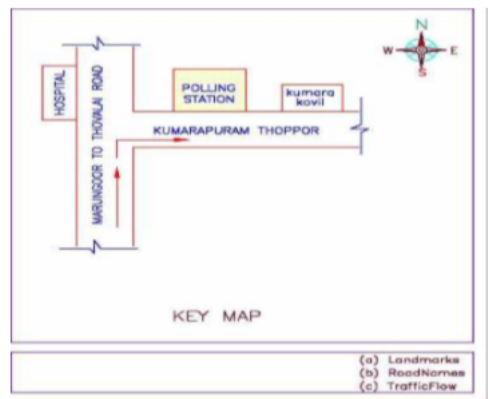 N
W E
S
HOSPITAL
MARUNGOOR TO THOVALAI ROAD
POLLING
STATION
kumara
kovil
KUMARAPURAM THOPPOR
KEY MAP
(a) Landmarks
(b) RoadNames
(c) TrafficFlow